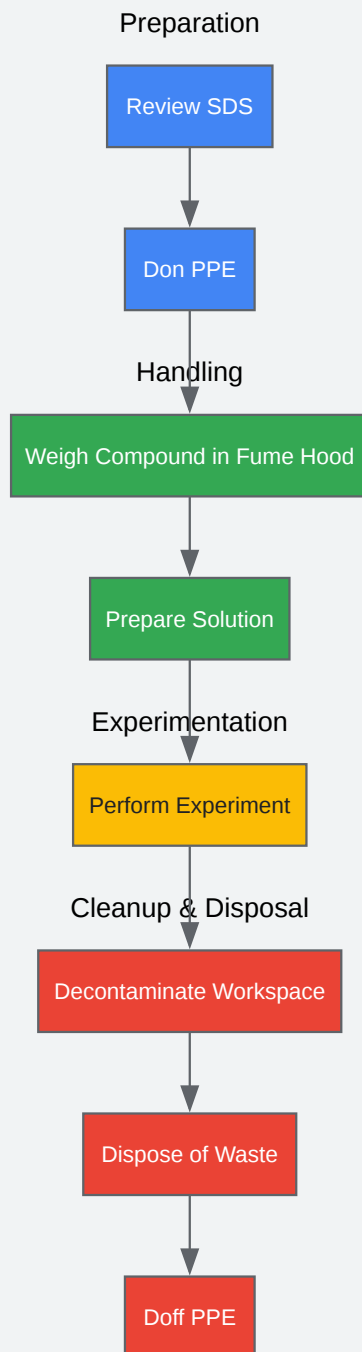 Preparation
Review SDS
Don PPE
Handling
Weigh Compound in Fume Hood
Prepare Solution
Experimentation
Perform Experiment
Cleanup & Disposal
Decontaminate Workspace
Dispose of Waste
Doff PPE